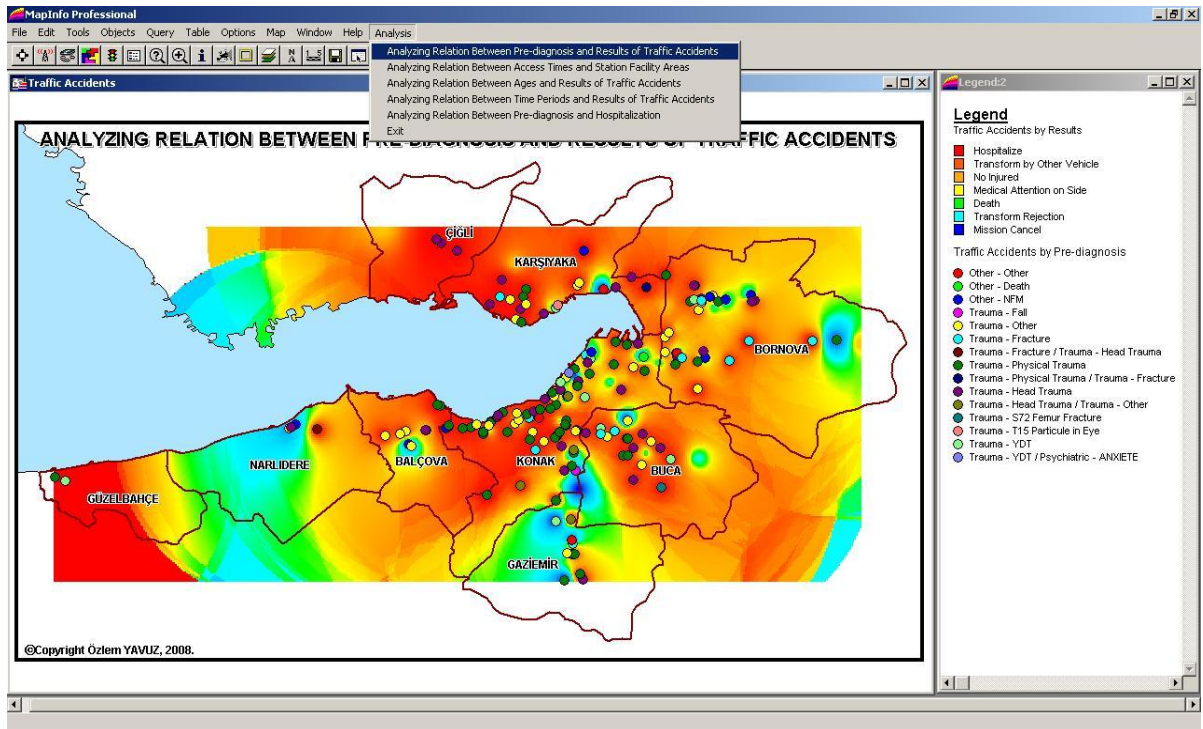 MapInfo Professional
File Edit Tools Objects Query Table Options Map Window Help Analysis
Analyzing Relation Between Pre-diagnosis and Results of Traffic Accidents
Analyzing Relation Between Access Times and Station Facility Areas
Analyzing Relation Between Ages and Results of Traffic Accidents
Analyzing Relation Between Time Periods and Results of Traffic Accidents
Analyzing Relation Between Pre-diagnosis and Hospitalization
Exit
Traffic Accidents
ANALYZING RELATION BETWEEN PRE-DIAGNOSIS AND RESULTS OF TRAFFIC ACCIDENTS
ÇİĞLİ
KARŞIYAKA
BORNOVA
NARLIDERE
BALÇOVA
KONAK
BUCA
GÜZELBAHÇE
GAZİEMİR
©Copyright Özlem YAVUZ, 2008.
Legend:2
Legend
Traffic Accidents by Results
Hospitalize
Transform by Other Vehicle
No Injured
Medical Attention on Side
Death
Transform Rejection
Mission Cancel
Traffic Accidents by Pre-diagnosis
Other - Other
Other - Death
Other - NFM
Trauma - Fall
Trauma - Other
Trauma - Fracture
Trauma - Fracture / Trauma - Head Trauma
Trauma - Physical Trauma
Trauma - Physical Trauma / Trauma - Fracture
Trauma - Head Trauma
Trauma - Head Trauma / Trauma - Other
Trauma - S72 Femur Fracture
Trauma - T15 Particule in Eye
Trauma - YDT
Trauma - YDT / Psychiatric - ANXIETE